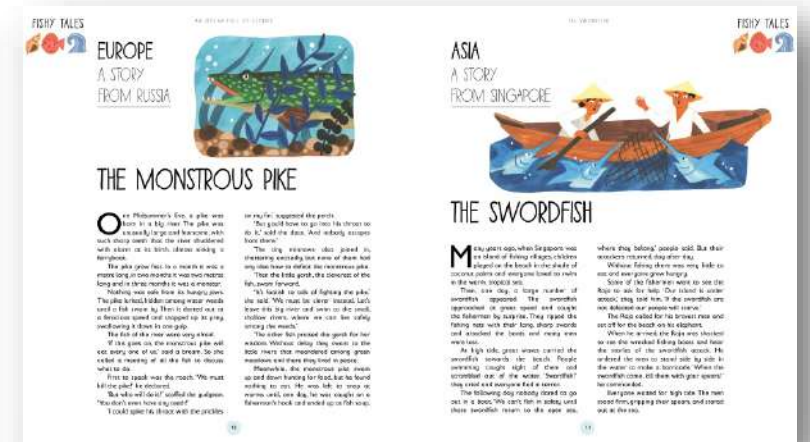 FISHY TALES
EUROPE
A STORY
FROM RUSSIA
THE MONSTROUS PIKE
One Midsummer's Eve, a pike was
born in a big river. The pike was
unusually large and fearsome, with
such sharp teeth that the river shuddered
with alarm at its birth, almost sinking a
ferryboat.
The pike grew fast. In a month it was a
metre long, in two months it was two metres
long and in three months it was a monster.
Nothing was safe from its hungry jaws.
The pike lurked, hidden among water weeds
until a fish swam by. Then it darted out at
a ferocious speed and snapped up its prey,
swallowing it down in one gulp.
The fish of the river were very afraid.
'If this goes on, the monstrous pike will
eat every one of us,' said a bream. So she
called a meeting of all the fish to discuss
what to do.
First to speak was the roach. 'We must
kill the pike!' he declared.
'But who will do it?' scoffed the gudgeon.
'You don't even have any teeth!'
'I could spike his throat with the prickles
on my fin,' suggested the perch.
'But you'd have to go into his throat to
do it,' said the dace. 'And nobody escapes
from there.'
The tiny minnows also joined in,
chattering excitedly, but none of them had
any idea how to defeat the monstrous pike.
Then the little garth, the cleverest of the
fish, swam forward.
'It's foolish to talk of fighting the pike,'
she said. 'We must be clever instead. Let's
leave this big river and swim to the small,
shallow rivers, where we can live safely
among the weeds.'
The other fish praised the garth for her
wisdom. Without delay they swam to the
little rivers that meandered among green
meadows and there they lived in peace.
Meanwhile, the monstrous pike swam
up and down hunting for food, but he found
nothing to eat. He was left to snap at
worms until, one day, he was caught on a
fisherman's hook and ended up as fish soup.
THE SWORDFISH
FISHY TALES
ASIA
A STORY
FROM SINGAPORE
THE SWORDFISH
Many years ago, when Singapore was
an island of fishing villages, children
played on the beach in the shade of
coconut palms and everyone loved to swim
in the warm, tropical sea.
Then, one day, a large number of
swordfish appeared. The swordfish
approached at great speed and caught
the fishermen by surprise. They ripped the
fishing nets with their long, sharp swords
and attacked the boats and many men
were lost.
At high tide, great waves carried the
swordfish towards the beach. People
swimming caught sight of them and
scrambled out of the water. 'Swordfish!'
they cried and everyone fled in terror.
The following day nobody dared to go
out in a boat. 'We can't fish in safety until
those swordfish return to the open sea,
where they belong,' people said. But their
attackers returned, day after day.
Without fishing there was very little to
eat and everyone grew hungry.
Some of the fishermen went to see the
Raja to ask for help. 'Our island is under
attack,' they told him. 'If the swordfish are
not defeated our people will starve.'
The Raja called for his bravest men and
set off for the beach on his elephant.
When he arrived, the Raja was shocked
to see the wrecked fishing boats and hear
the stories of the swordfish attack. He
ordered the men to stand side by side in
the water to make a barricade. 'When the
swordfish come, kill them with your spears!'
he commanded.
Everyone waited for high tide. The men
stood firm, gripping their spears, and stared
out at the sea.